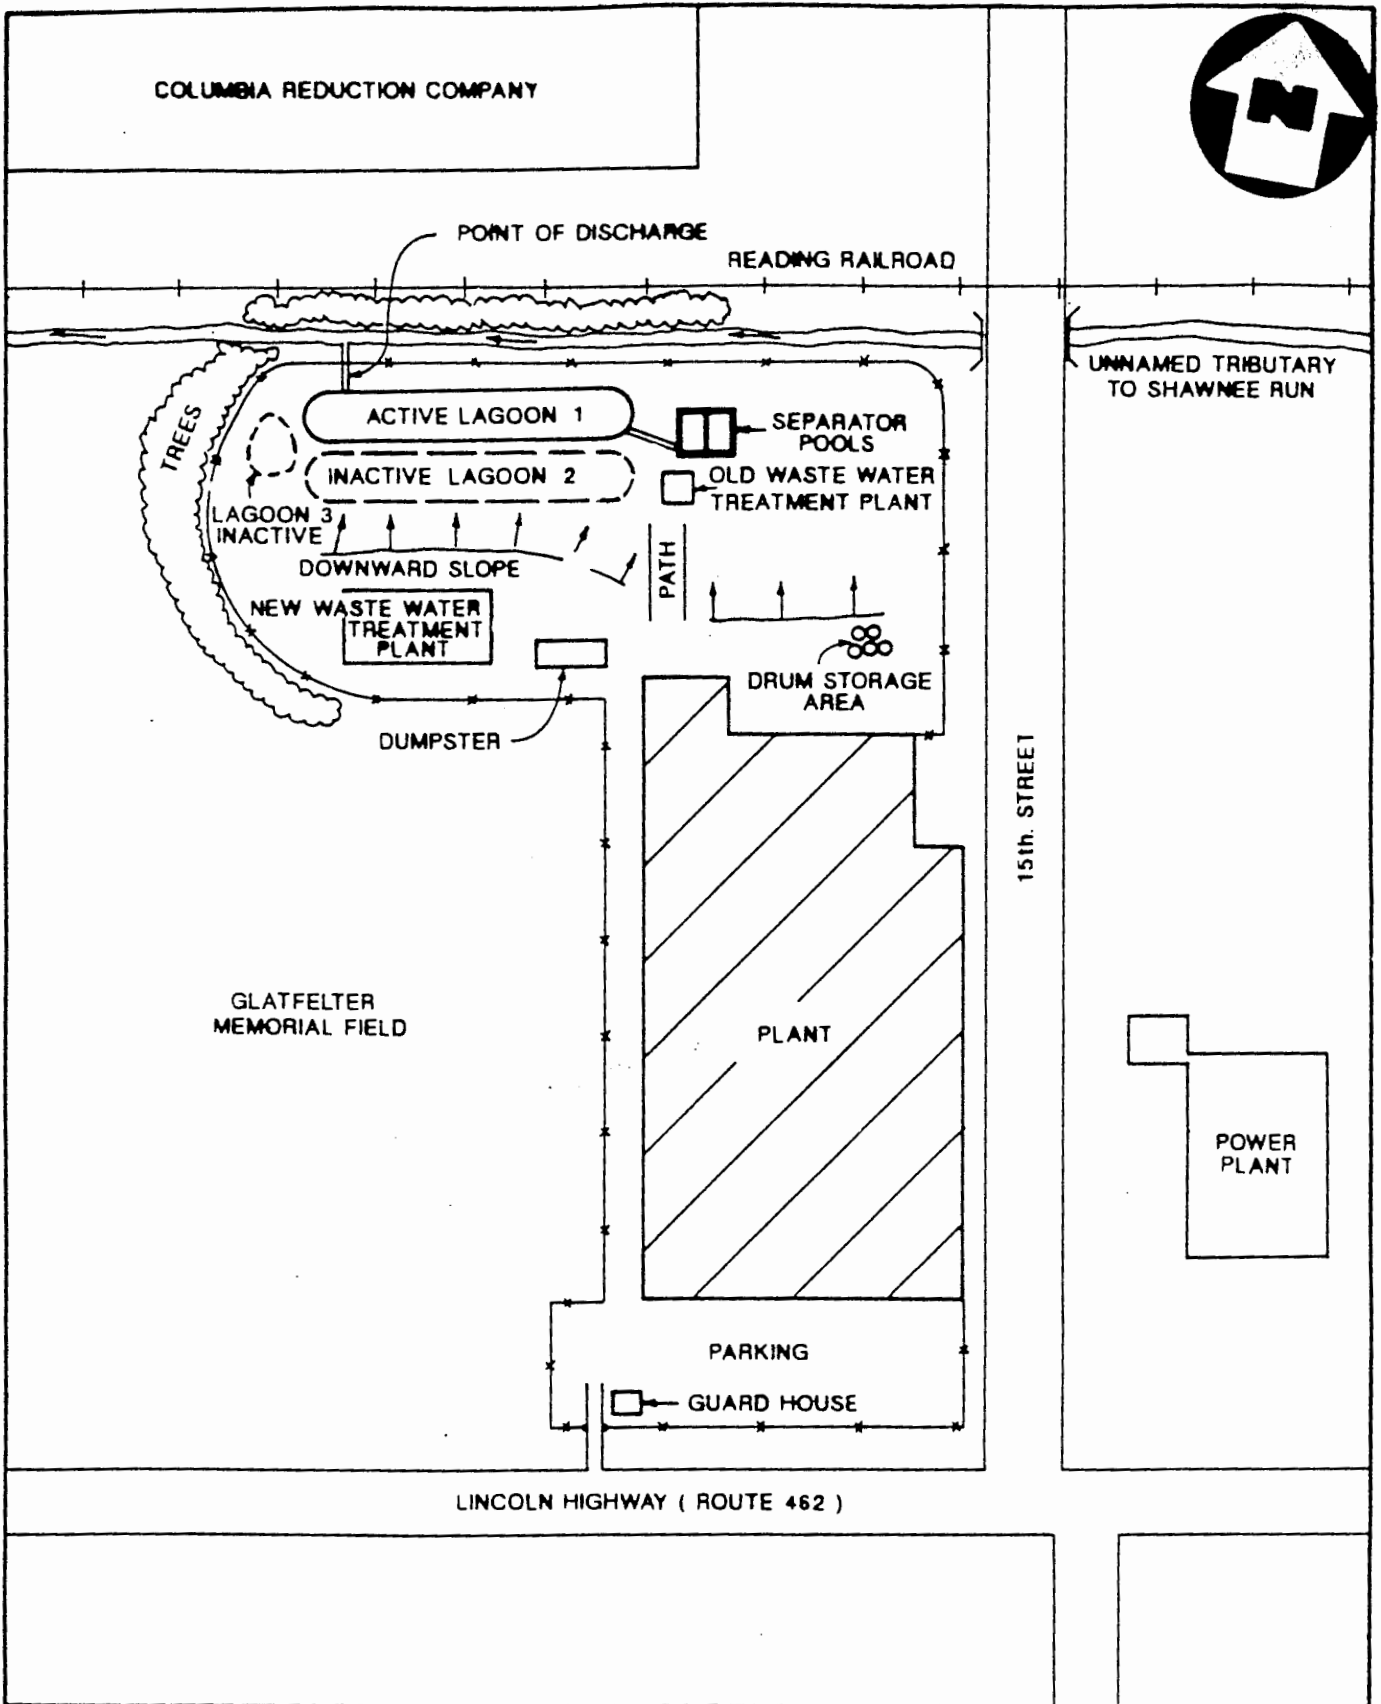 COLUMBIA REDUCTION COMPANY
N
POINT OF DISCHARGE
READING RAILROAD
UNNAMED TRIBUTARY
TO SHAWNEE RUN
TREES
ACTIVE LAGOON 1
SEPARATOR
POOLS
INACTIVE LAGOON 2
OLD WASTE WATER
TREATMENT PLANT
LAGOON 3
INACTIVE
DOWNWARD SLOPE
PATH
NEW WASTE WATER
TREATMENT
PLANT
DRUM STORAGE
AREA
DUMPSTER
15th. STREET
GLATFELTER
MEMORIAL FIELD
PLANT
POWER
PLANT
PARKING
GUARD HOUSE
LINCOLN HIGHWAY ( ROUTE 462 )